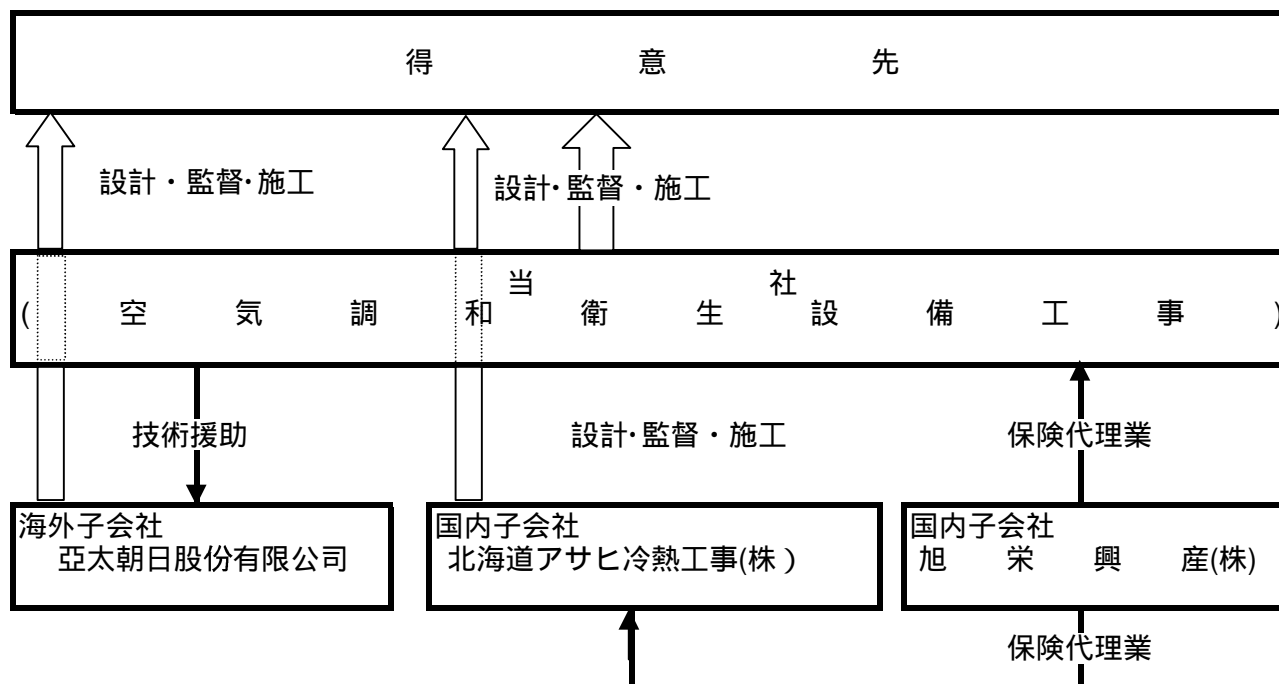 得意先
設計・監督・施工
設計・監督・施工
当社
(空気調和衛生設備工事)
技術援助
設計・監督・施工
保険代理業
海外子会社
亞太朝日股份有限公司
国内子会社
北海道アサヒ冷熱工事(株)
国内子会社
旭栄興産(株)
保険代理業